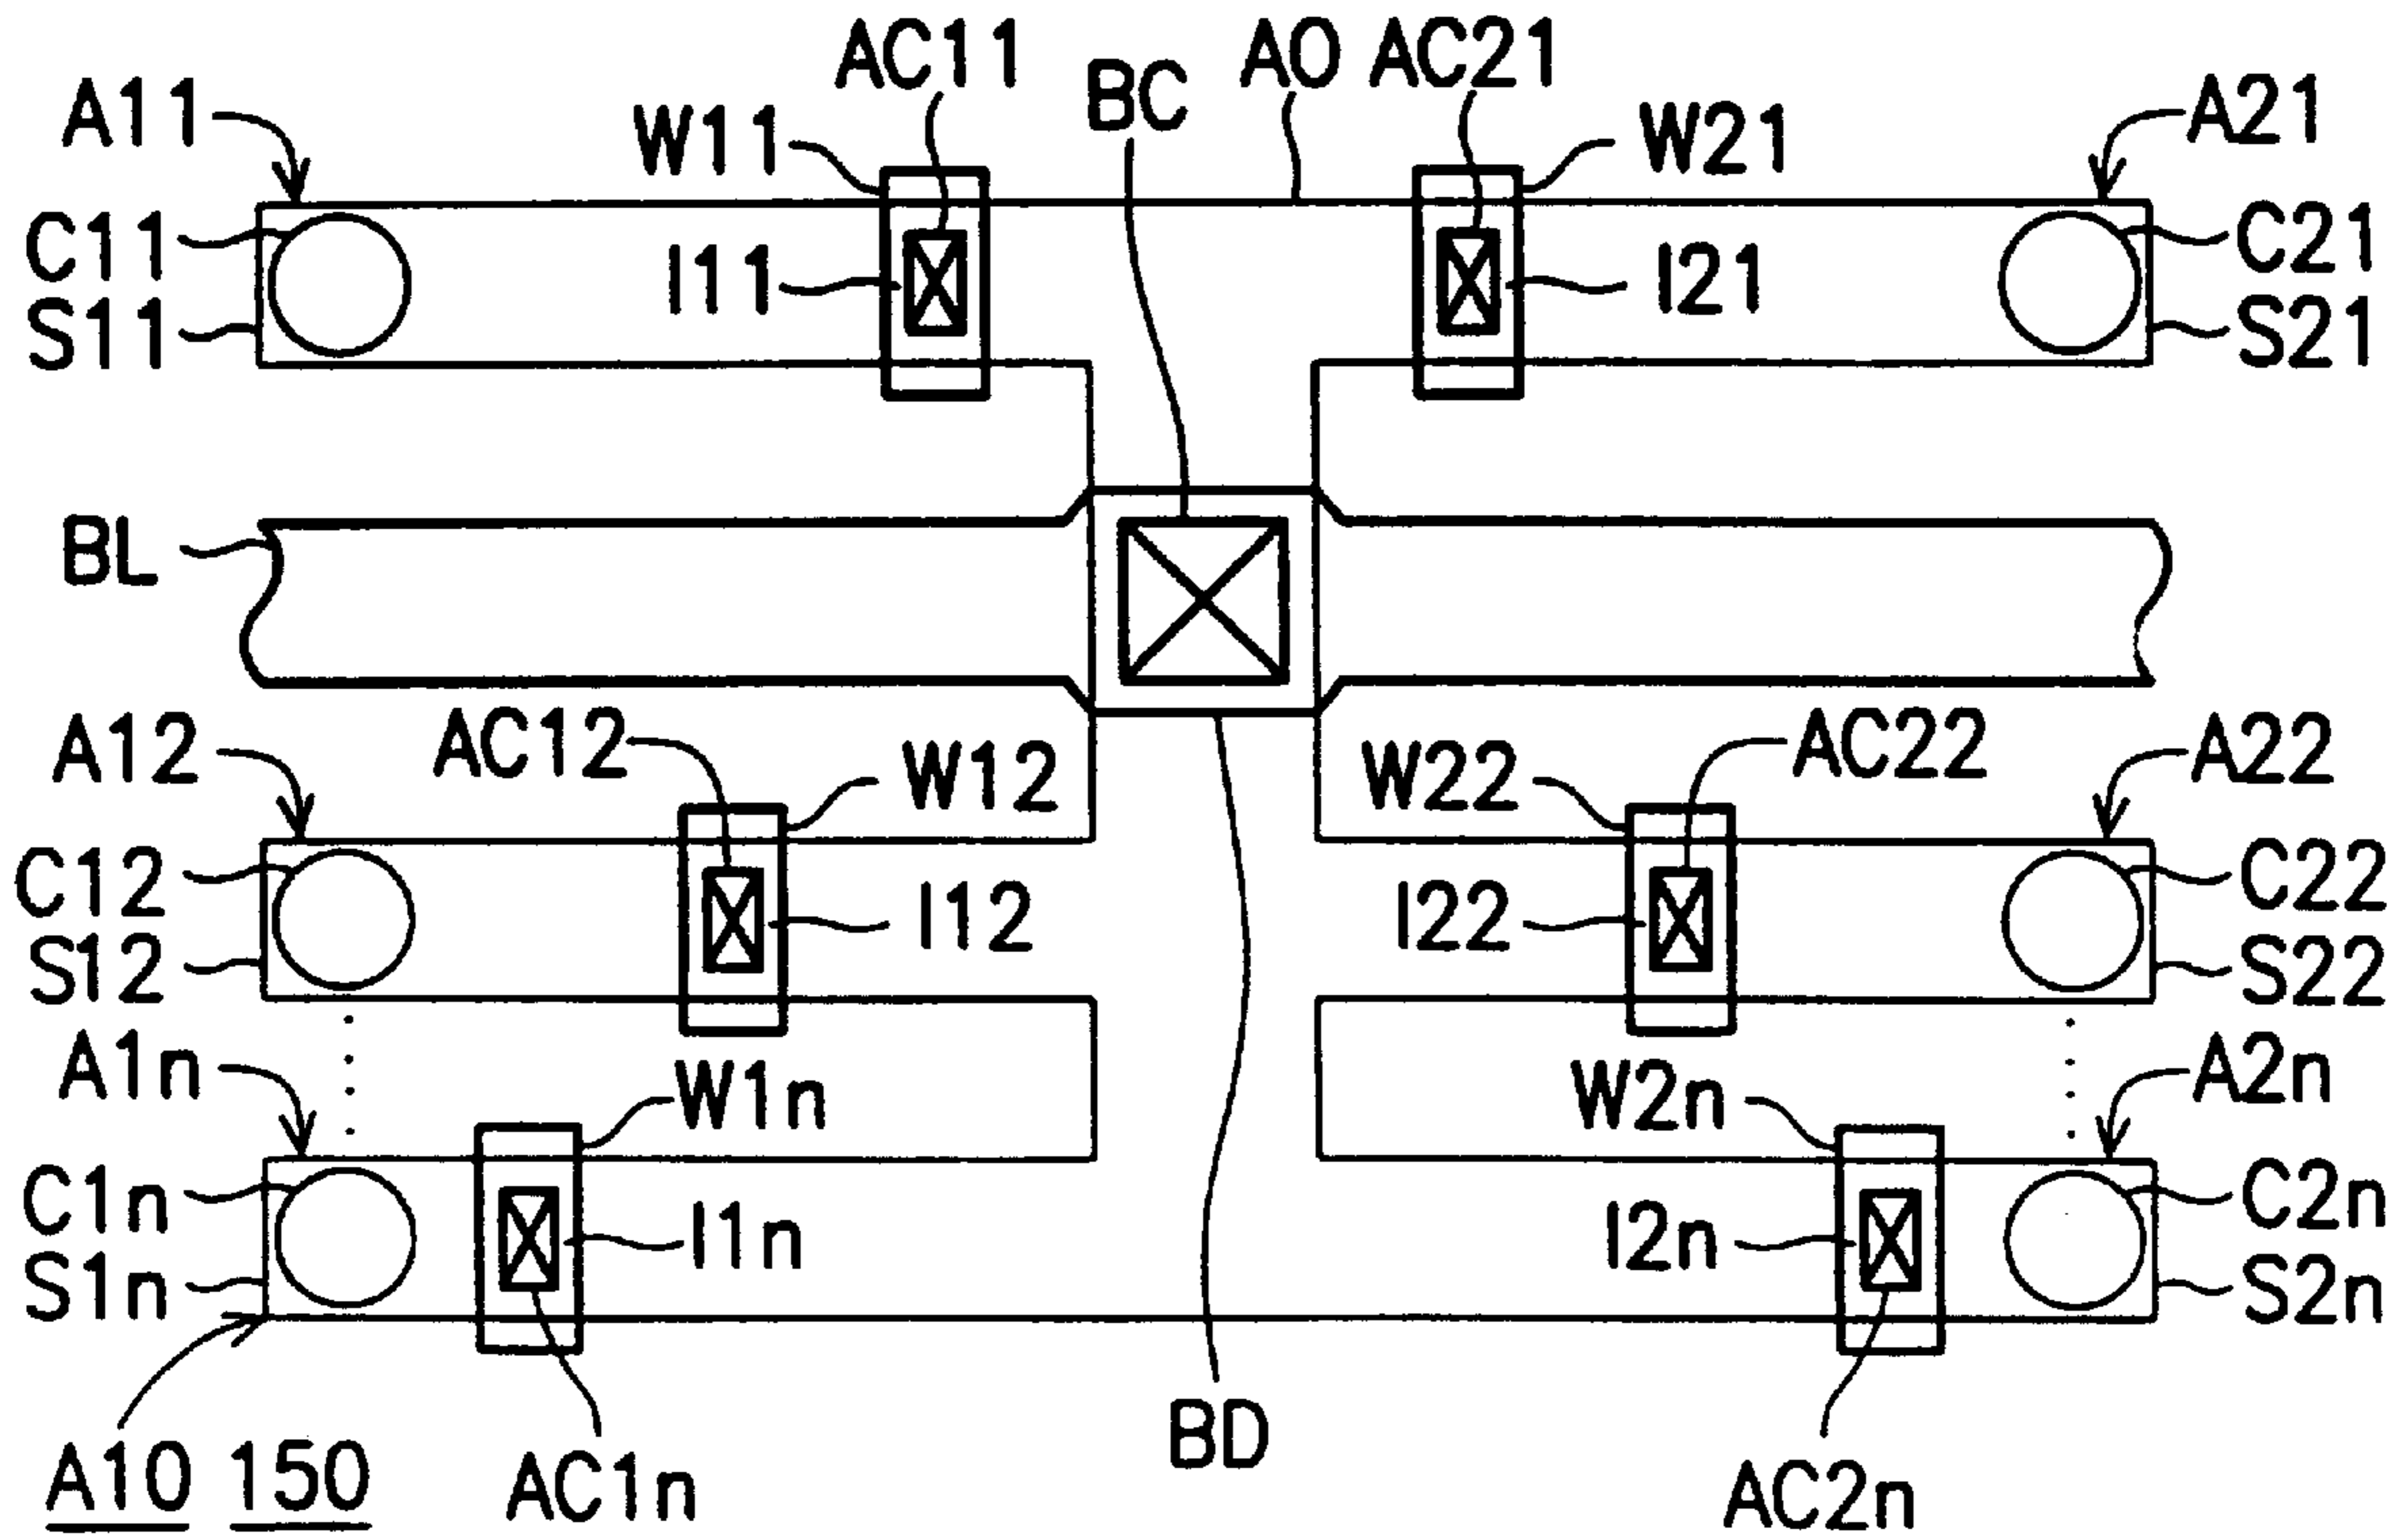 AC11 BC AO AC21
A11 W11 W21 A21
C11 I11 I21 C21
S11 S21
BL
A12 AC12 W12 W22 AC22 A22
C12 I12 I22 C22
S12 S22
A1n W1n W2n A2n
C1n I1n I2n C2n
S1n S2n
A10 150 AC1n BD AC2n